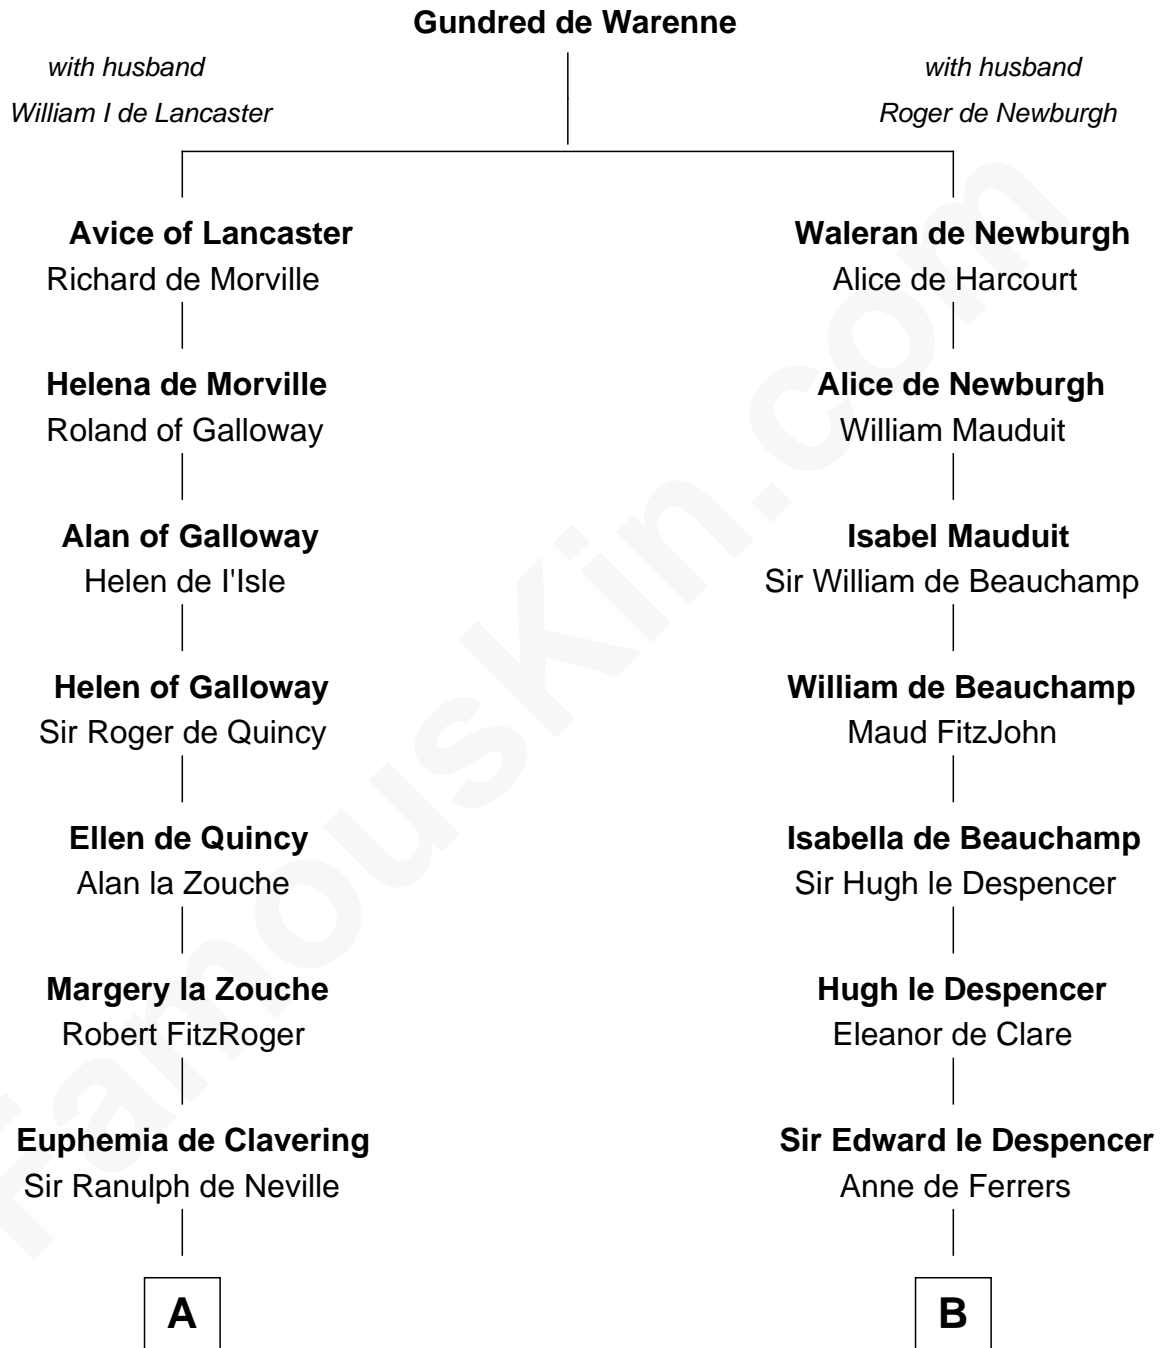 Gundred de Warenne
with husband
William I de Lancaster
with husband
Roger de Newburgh
Avice of Lancaster
Richard de Morville
Waleran de Newburgh
Alice de Harcourt
Helena de Morville
Roland of Galloway
Alice de Newburgh
William Mauduit
Alan of Galloway
Helen de I'Isle
Isabel Mauduit
Sir William de Beauchamp
Helen of Galloway
Sir Roger de Quincy
William de Beauchamp
Maud FitzJohn
Ellen de Quincy
Alan la Zouche
Isabella de Beauchamp
Sir Hugh le Despencer
Margery la Zouche
Robert FitzRoger
Hugh le Despencer
Eleanor de Clare
Euphemia de Clavering
Sir Ranulph de Neville
Sir Edward le Despencer
Anne de Ferrers
A
B
FamousKin.com